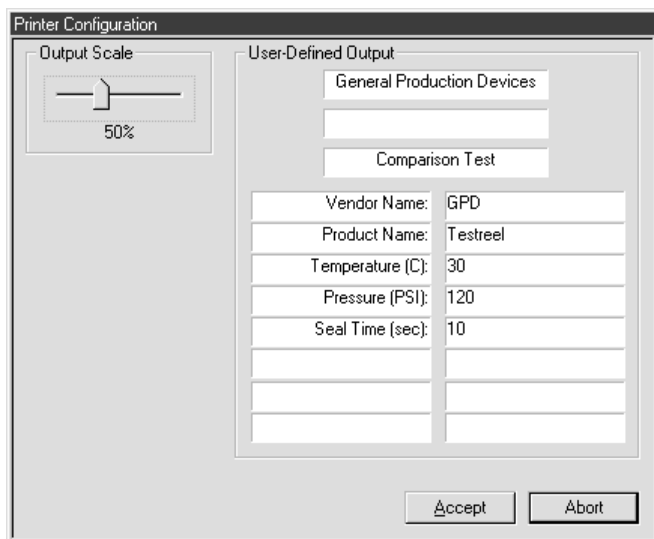 Printer Configuration
Output Scale
50%
User-Defined Output
General Production Devices
Comparison Test
Vendor Name: GPD
Product Name: Testreel
Temperature (C): 30
Pressure (PSI): 120
Seal Time (sec): 10
Accept Abort